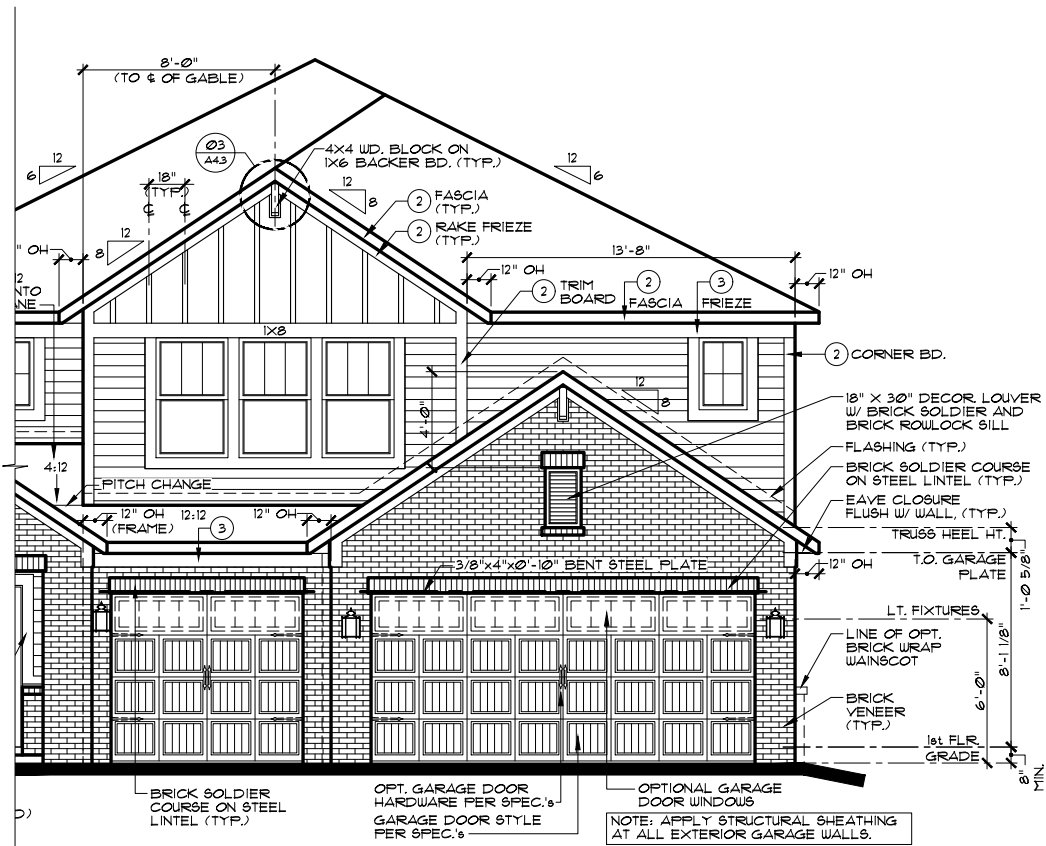 8'-0"
(TO ℄ OF GABLE)
03
A4.3
4X4 WD. BLOCK ON
1X6 BACKER BD. (TYP.)
12
6
12
6
18"
(TYP.)
℄ ℄
12
8
2 FASCIA
(TYP.)
2 RAKE FRIEZE
(TYP.)
12
8
" OH
13'-8"
12" OH
12" OH
12
NTO
NE
2 TRIM
BOARD
2
FASCIA
3
FRIEZE
1X8
2 CORNER BD.
12
8
4'-0"
18" X 30" DECOR. LOUVER
W/ BRICK SOLDIER AND
BRICK ROWLOCK SILL
FLASHING (TYP.)
BRICK SOLDIER COURSE
ON STEEL LINTEL (TYP.)
4:12
PITCH CHANGE
EAVE CLOSURE
FLUSH W/ WALL, (TYP.)
12" OH
(FRAME)
12:12
12" OH
3
TRUSS HEEL HT.
T.O. GARAGE
PLATE
1'-0 5/8"
3/8"x4"x0'-10" BENT STEEL PLATE
12" OH
LT. FIXTURES
LINE OF OPT.
BRICK WRAP
WAINSCOT
8'-1 1/8"
6'-0"
BRICK
VENEER
(TYP.)
1st FLR.
GRADE
8"
MIN.
BRICK SOLDIER
COURSE ON STEEL
LINTEL (TYP.)
OPT. GARAGE DOOR
HARDWARE PER SPEC.'s
GARAGE DOOR STYLE
PER SPEC.'s
OPTIONAL GARAGE
DOOR WINDOWS
NOTE: APPLY STRUCTURAL SHEATHING
AT ALL EXTERIOR GARAGE WALLS.